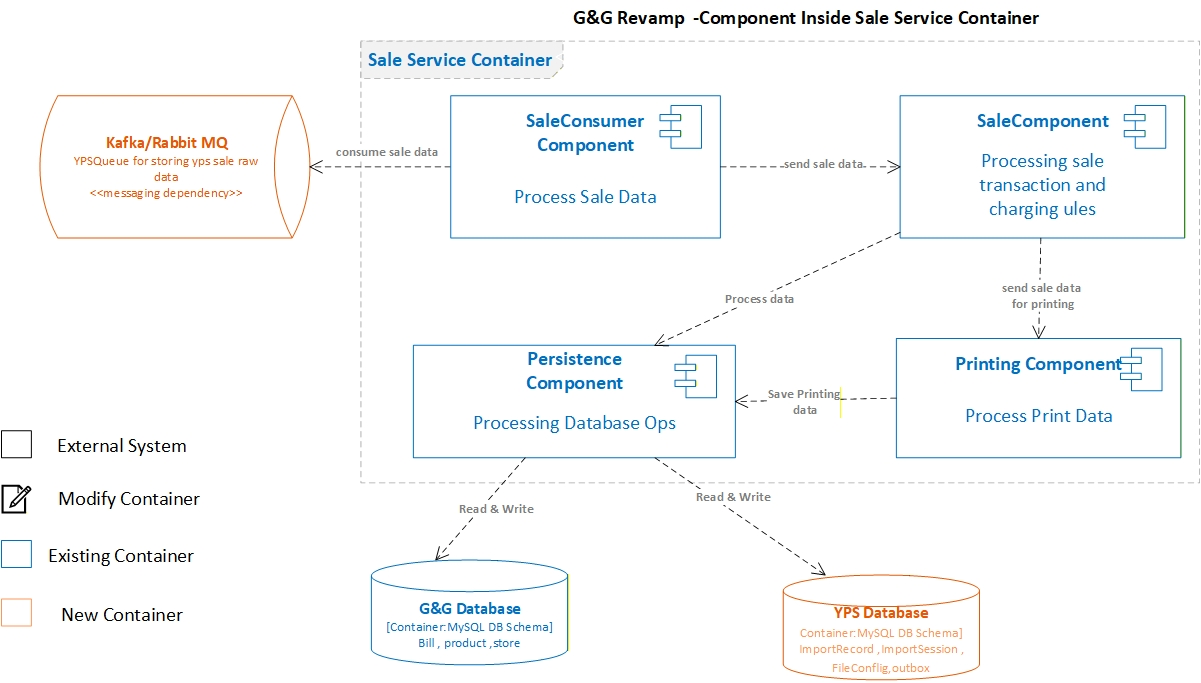 G&G Revamp -Component Inside Sale Service Container
Sale Service Container
Kafka/Rabbit MQ
YPSQueue for storing yps sale raw
data
<<messaging dependency>>
consume sale data
SaleConsumer
Component
Process Sale Data
send sale data
SaleComponent
Processing sale
transaction and
charging ules
Process data
send sale data
for printing
Persistence
Component
Processing Database Ops
Save Printing
data
Printing Component
Process Print Data
External System
Modify Container
Existing Container
New Container
Read & Write
Read & Write
G&G Database
[Container:MySQL DB Schema]
Bill , product ,store
YPS Database
Container:MySQL DB Schema]
ImportRecord ,ImportSession ,
FileConflig,outbox